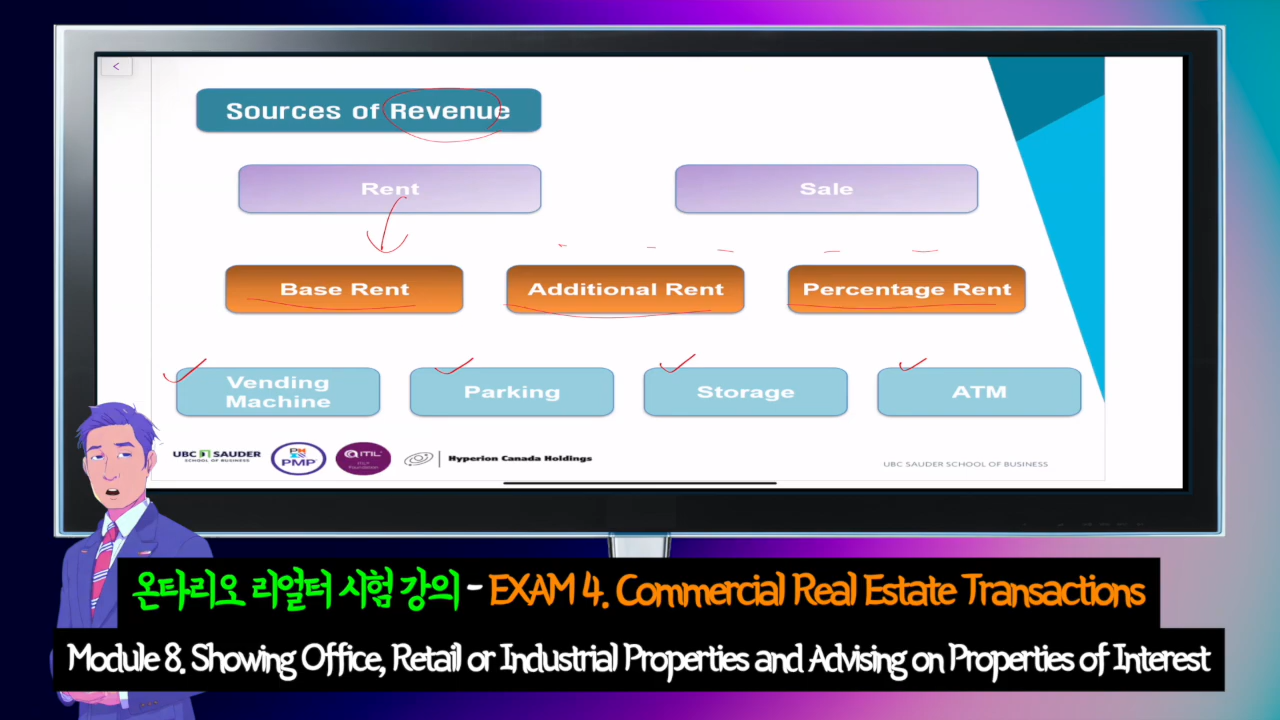 <
Sources of Revenue
Rent
Sale
Base Rent
Additional Rent
Percentage Rent
Vending
Machine
Parking
Storage
ATM
UBC SAUDER
SCHOOL OF BUSINESS
PMP
ITIL
Hyperion Canada Holdings
UBC SAUDER SCHOOL OF BUSINESS
온타리오 리얼터 시험 강의 - EXAM 4. Commercial Real Estate Transactions
Module 8. Showing Office, Retail or Industrial Properties and Advising on Properties of Interest